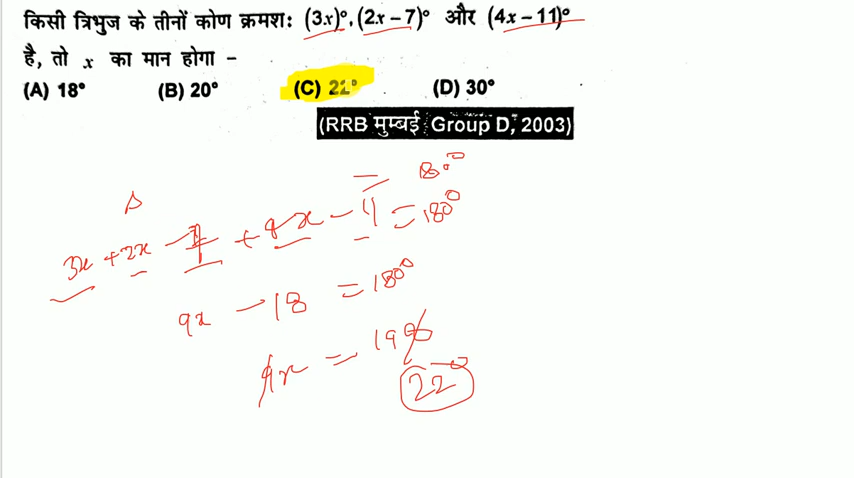 किसी त्रिभुज के तीनों कोण क्रमशः (3x)°, (2x – 7)° और (4x – 11)°
है, तो x का मान होगा –
(A) 18° (B) 20° (C) 22° (D) 30°
(RRB मुम्बई Group D, 2003)
= 180°
Δ
3x + 2x - 7 + 4x - 11 = 180°
9x - 18 = 180°
9x = 198
22°